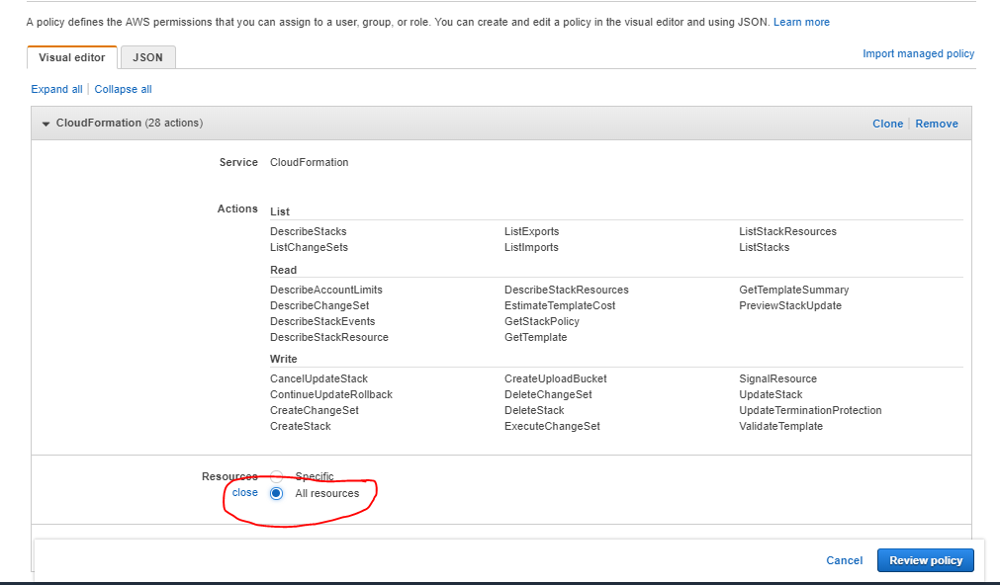 A policy defines the AWS permissions that you can assign to a user, group, or role. You can create and edit a policy in the visual editor and using JSON. Learn more
Visual editor JSON Import managed policy
Expand all Collapse all
CloudFormation (28 actions) Clone Remove
Service CloudFormation
Actions List
DescribeStacks ListExports ListStackResources
ListChangeSets ListImports ListStacks
Read
DescribeAccountLimits DescribeStackResources GetTemplateSummary
DescribeChangeSet EstimateTemplateCost PreviewStackUpdate
DescribeStackEvents GetStackPolicy
DescribeStackResource GetTemplate
Write
CancelUpdateStack CreateUploadBucket SignalResource
ContinueUpdateRollback DeleteChangeSet UpdateStack
CreateChangeSet DeleteStack UpdateTerminationProtection
CreateStack ExecuteChangeSet ValidateTemplate
Resources Specific
close All resources
Cancel Review policy